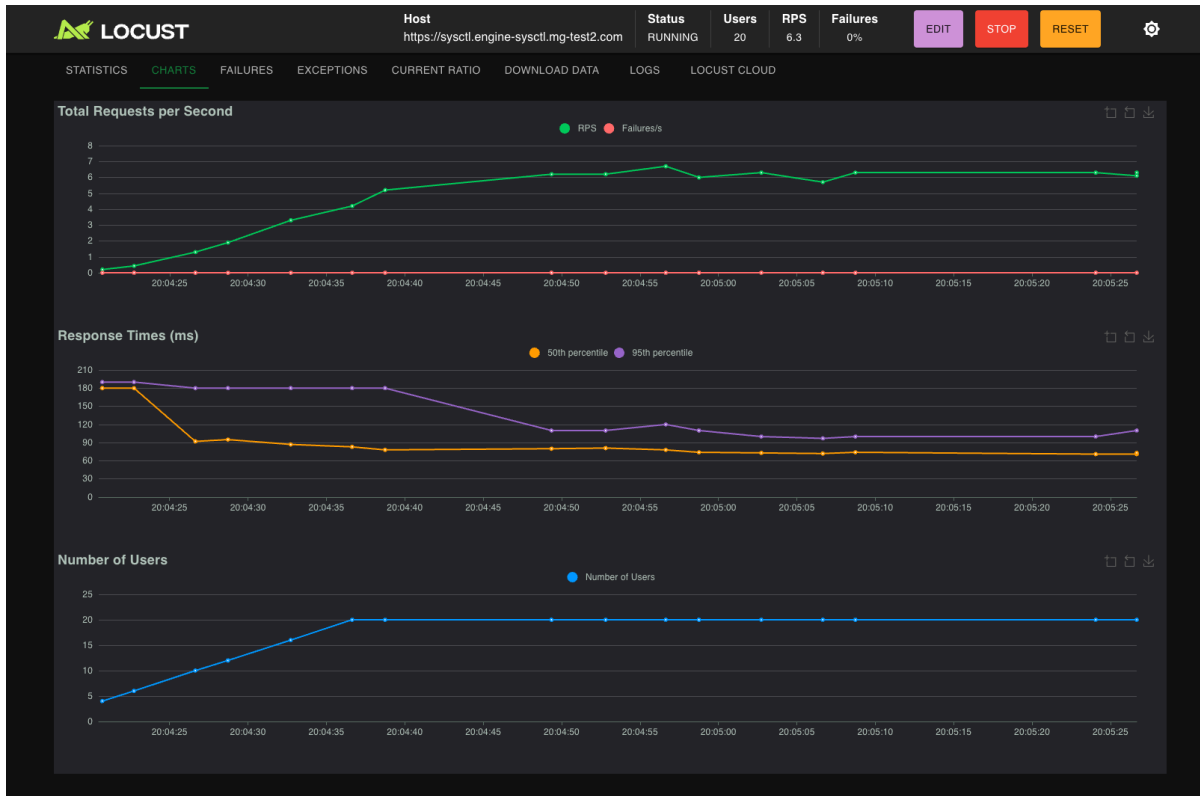 LOCUST
Host
https://sysctl.engine-sysctl.mg-test2.com
Status
RUNNING
Users
20
RPS
6.3
Failures
0%
EDIT
STOP
RESET
STATISTICS CHARTS FAILURES EXCEPTIONS CURRENT RATIO DOWNLOAD DATA LOGS LOCUST CLOUD
Total Requests per Second
RPS Failures/s
8
7
6
5
4
3
2
1
0
20:04:25 20:04:30 20:04:35 20:04:40 20:04:45 20:04:50 20:04:55 20:05:00 20:05:05 20:05:10 20:05:15 20:05:20 20:05:25
Response Times (ms)
50th percentile 95th percentile
210
180
150
120
90
60
30
0
20:04:25 20:04:30 20:04:35 20:04:40 20:04:45 20:04:50 20:04:55 20:05:00 20:05:05 20:05:10 20:05:15 20:05:20 20:05:25
Number of Users
Number of Users
25
20
15
10
5
0
20:04:25 20:04:30 20:04:35 20:04:40 20:04:45 20:04:50 20:04:55 20:05:00 20:05:05 20:05:10 20:05:15 20:05:20 20:05:25